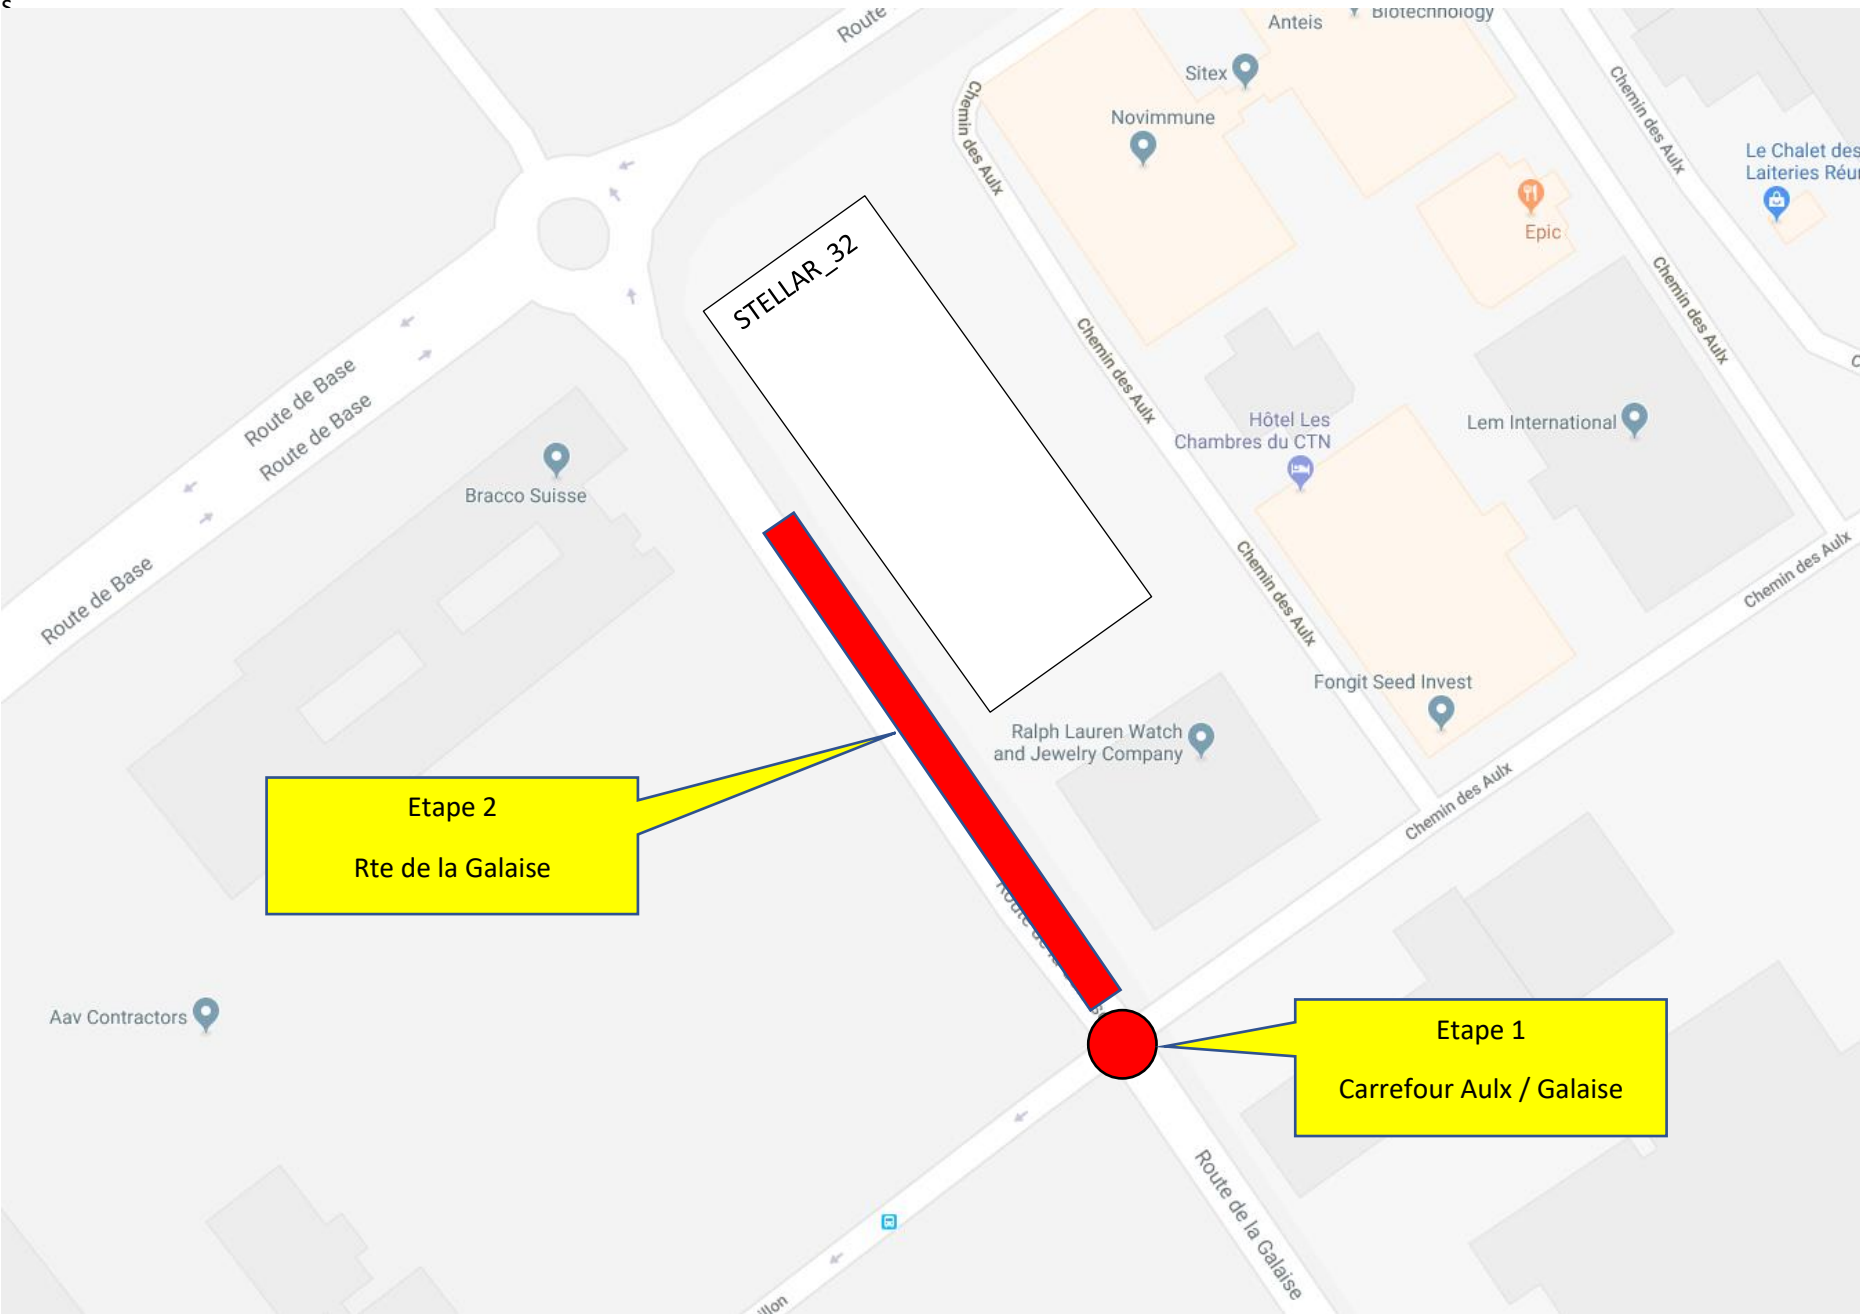 s
Route
Anteis
Biotechnology
Sitex
Chemin des Aulx
Novimmune
Chemin des Aulx
Le Chalet des
Laiteries Réu
Epic
STELLAR_32
Chemin des Aulx
Chemin des Aulx
Route de Base
Route de Base
Hôtel Les
Chambres du CTN
Lem International
Bracco Suisse
Route de Base
Chemin des Aulx
Chemin des Aulx
Fongit Seed Invest
Ralph Lauren Watch
and Jewelry Company
Chemin des Aulx
Etape 2
Rte de la Galaise
Aav Contractors
Etape 1
Carrefour Aulx / Galaise
Route de la Galaise